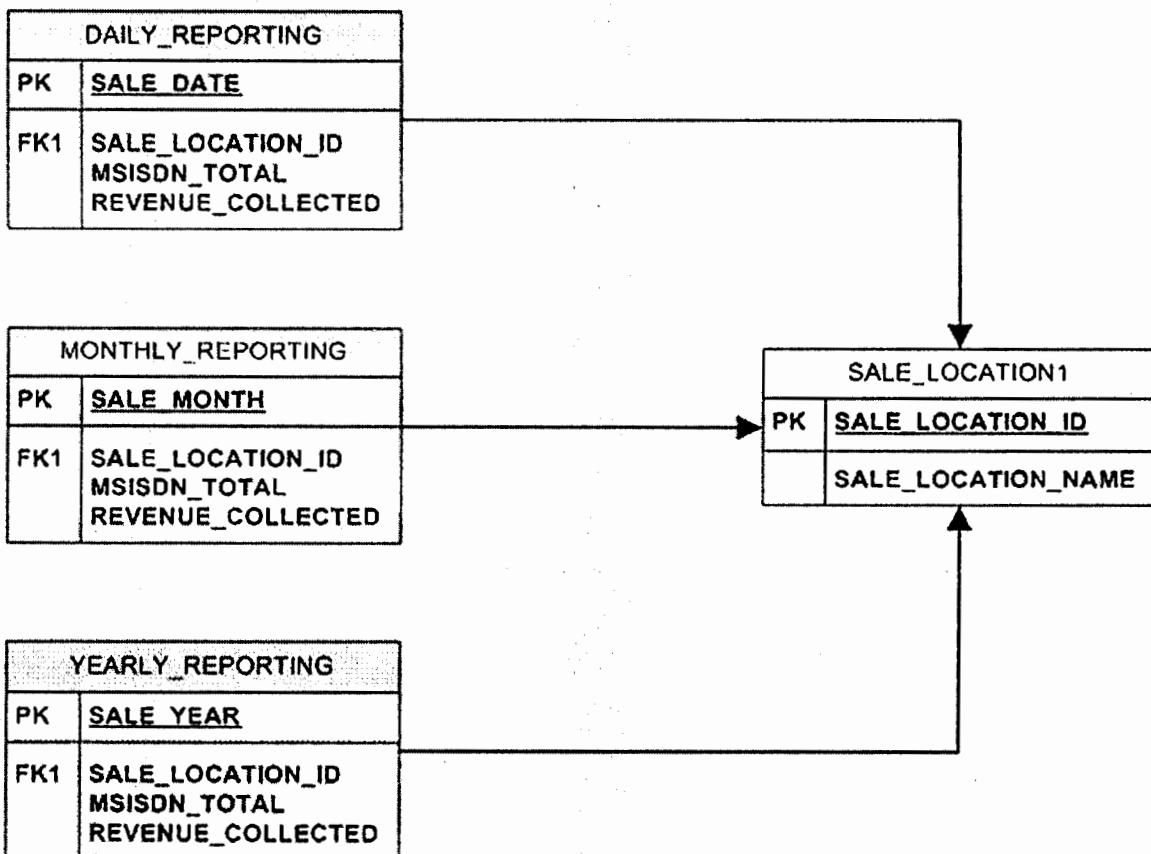 DAILY_REPORTING
PK SALE_DATE
FK1 SALE_LOCATION_ID
MSISDN_TOTAL
REVENUE_COLLECTED
MONTHLY_REPORTING
PK SALE_MONTH
FK1 SALE_LOCATION_ID
MSISDN_TOTAL
REVENUE_COLLECTED
SALE_LOCATION1
PK SALE_LOCATION_ID
SALE_LOCATION_NAME
YEARLY_REPORTING
PK SALE_YEAR
FK1 SALE_LOCATION_ID
MSISDN_TOTAL
REVENUE_COLLECTED